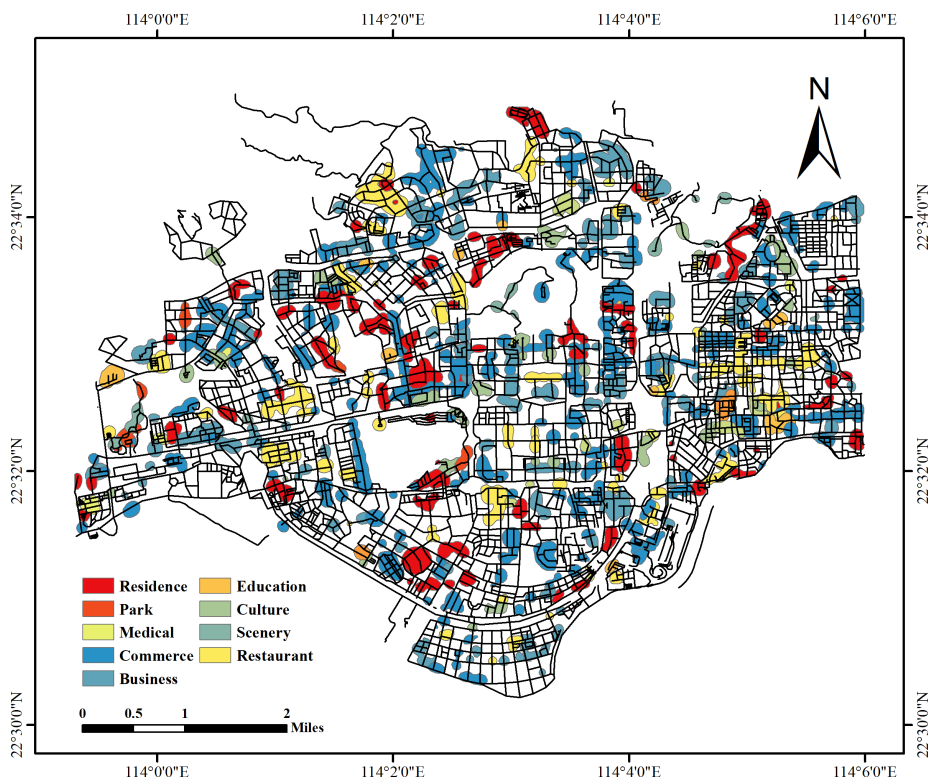 114°0'0"E 114°2'0"E 114°4'0"E 114°6'0"E
N
22°34'0"N 22°34'0"N
22°32'0"N 22°32'0"N
Residence Education
Park Culture
Medical Scenery
Commerce Restaurant
Business
0 0.5 1 2
Miles
22°30'0"N 22°30'0"N
114°0'0"E 114°2'0"E 114°4'0"E 114°6'0"E